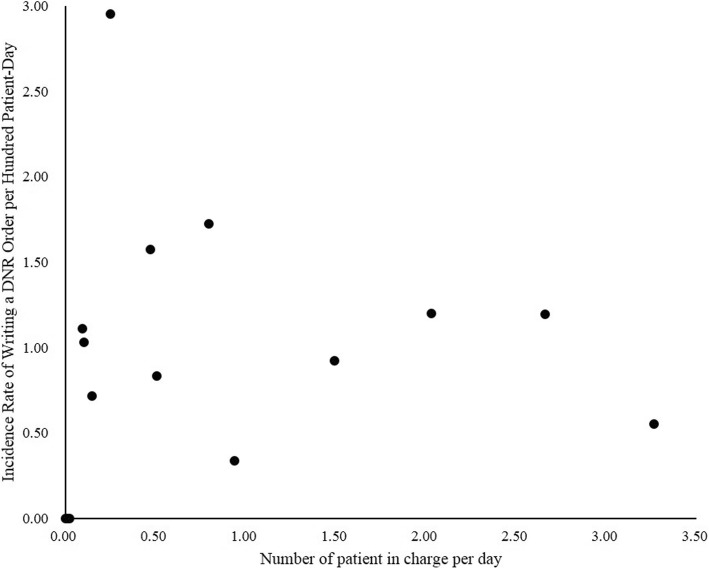 Incidence Rate of Writing a DNR Order per Hundred Patient-Day
3.00
2.50
2.00
1.50
1.00
0.50
0.00
0.00 0.50 1.00 1.50 2.00 2.50 3.00 3.50
Number of patient in charge per day